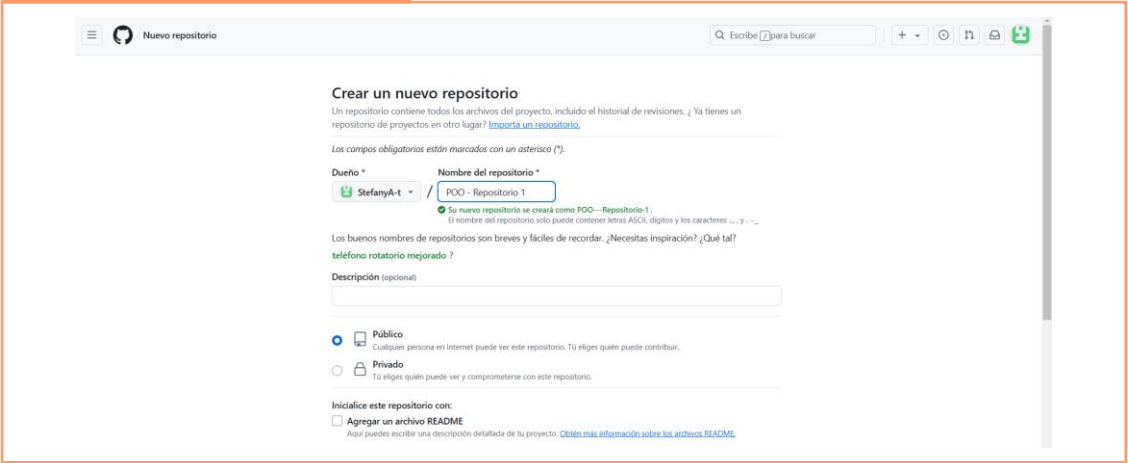 Nuevo repositorio
Escribe / para buscar
Crear un nuevo repositorio
Un repositorio contiene todos los archivos del proyecto, incluido el historial de revisiones. ¿ Ya tienes un
repositorio de proyectos en otro lugar? Importa un repositorio.
Los campos obligatorios están marcados con un asterisco (*).
Dueño * Nombre del repositorio *
StefanyA-t / POO - Repositorio 1
Su nuevo repositorio se creará como POO---Repositorio-1 .
El nombre del repositorio solo puede contener letras ASCII, dígitos y los caracteres ., , y . -_
Los buenos nombres de repositorios son breves y fáciles de recordar. ¿Necesitas inspiración? ¿Qué tal?
teléfono rotatorio mejorado ?
Descripción (opcional)
Público
Cualquier persona en Internet puede ver este repositorio. Tú eliges quién puede contribuir.
Privado
Tú eliges quién puede ver y comprometerse con este repositorio.
Inicialice este repositorio con:
Agregar un archivo README
Aquí puedes escribir una descripción detallada de tu proyecto. Obtén más información sobre los archivos README.